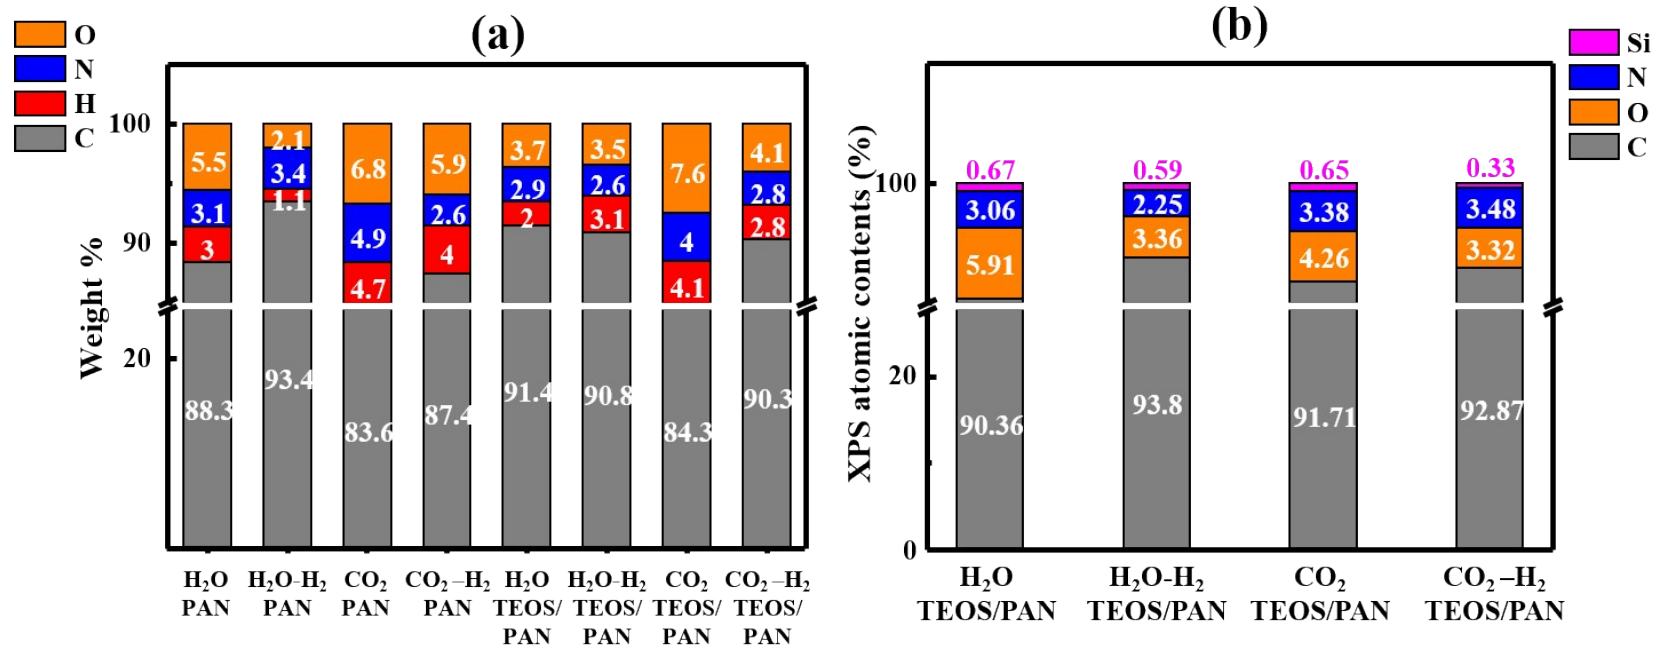 (a)
O
N
H
C
Weight %
100
90
20
5.5
3.1
3
88.3
2.1
3.4
1.1
93.4
6.8
4.9
4.7
83.6
5.9
2.6
4
87.4
3.7
2.9
2
91.4
3.5
2.6
3.1
90.8
7.6
4
4.1
84.3
4.1
2.8
2.8
90.3
H₂O
PAN
H₂O-H₂
PAN
CO₂
PAN
CO₂–H₂
PAN
H₂O
TEOS/
PAN
H₂O-H₂
TEOS/
PAN
CO₂
TEOS/
PAN
CO₂–H₂
TEOS/
PAN
(b)
Si
N
O
C
XPS atomic contents (%)
100
20
0
0.67
3.06
5.91
90.36
0.59
2.25
3.36
93.8
0.65
3.38
4.26
91.71
0.33
3.48
3.32
92.87
H₂O
TEOS/PAN
H₂O-H₂
TEOS/PAN
CO₂
TEOS/PAN
CO₂–H₂
TEOS/PAN